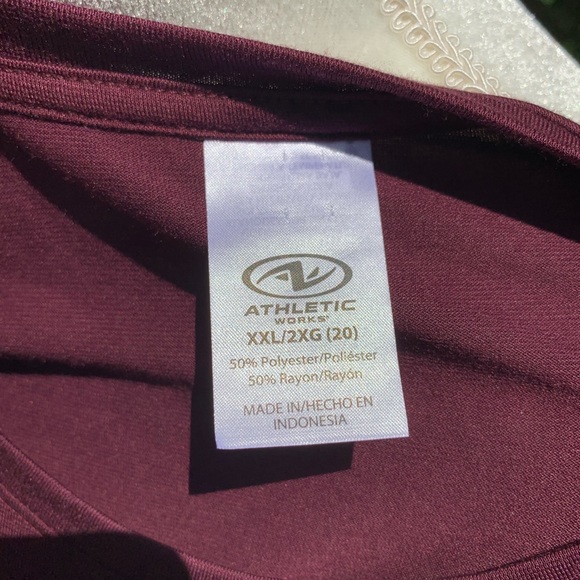 ATHLETIC
WORKS
XXL/2XG (20)
50% Polyester/Poliéster
50% Rayon/Rayón
MADE IN/HECHO EN
INDONESIA